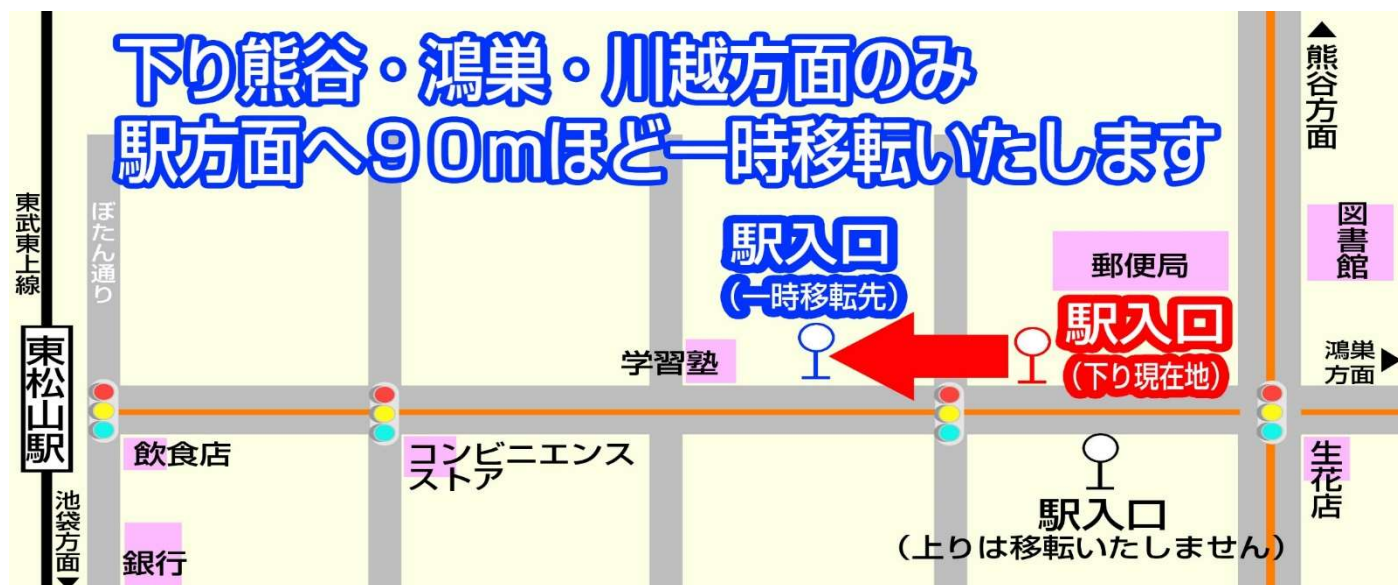 下り熊谷・鴻巣・川越方面のみ
駅方面へ90mほど一時移転いたします
熊谷方面
東武東上線
ぼたん通り
図書館
駅入口
(一時移転先)
郵便局
駅入口
(下り現在地)
学習塾
鴻巣
方面
東松山駅
飲食店
コンビニエンス
ストア
生花店
池袋方面
銀行
駅入口
(上りは移転いたしません)